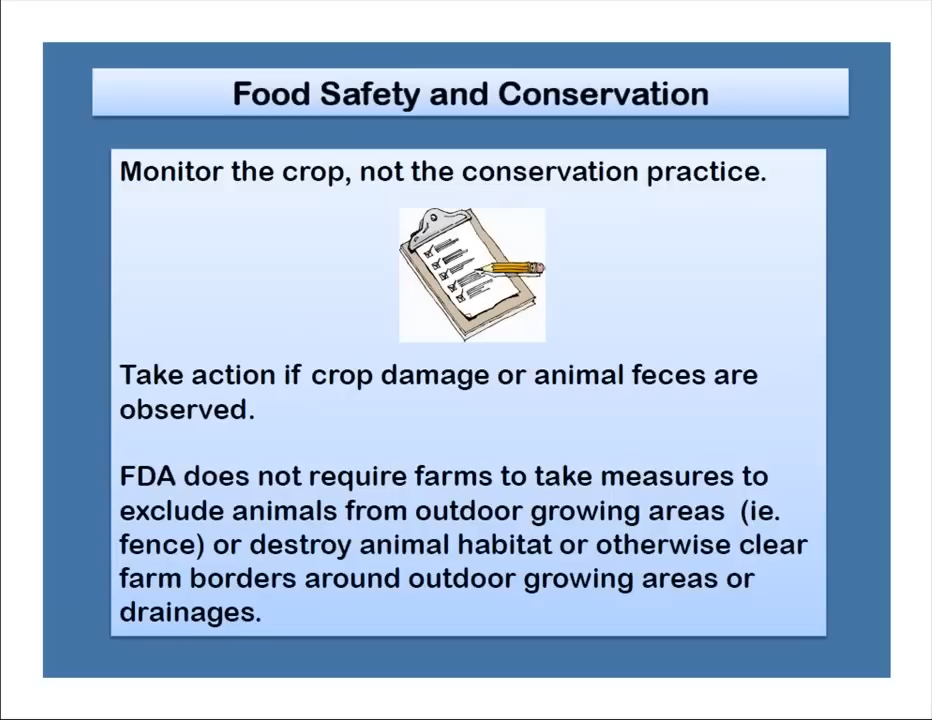 Food Safety and Conservation
Monitor the crop, not the conservation practice.
Take action if crop damage or animal feces are
observed.
FDA does not require farms to take measures to
exclude animals from outdoor growing areas (ie.
fence) or destroy animal habitat or otherwise clear
farm borders around outdoor growing areas or
drainages.